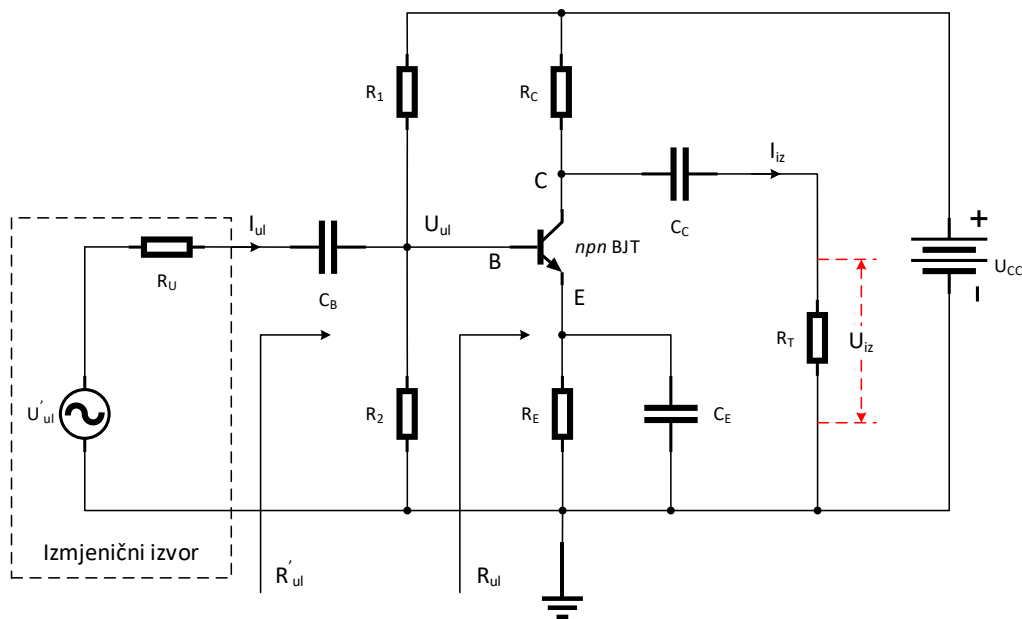 R1
RC
Iiz
C
CC
Iul
Uul
npn BJT
+
RU
B
UCC
CB
E
−
RT
Uiz
U'ul
R2
RE
CE
Izmjenični izvor
R'ul
Rul